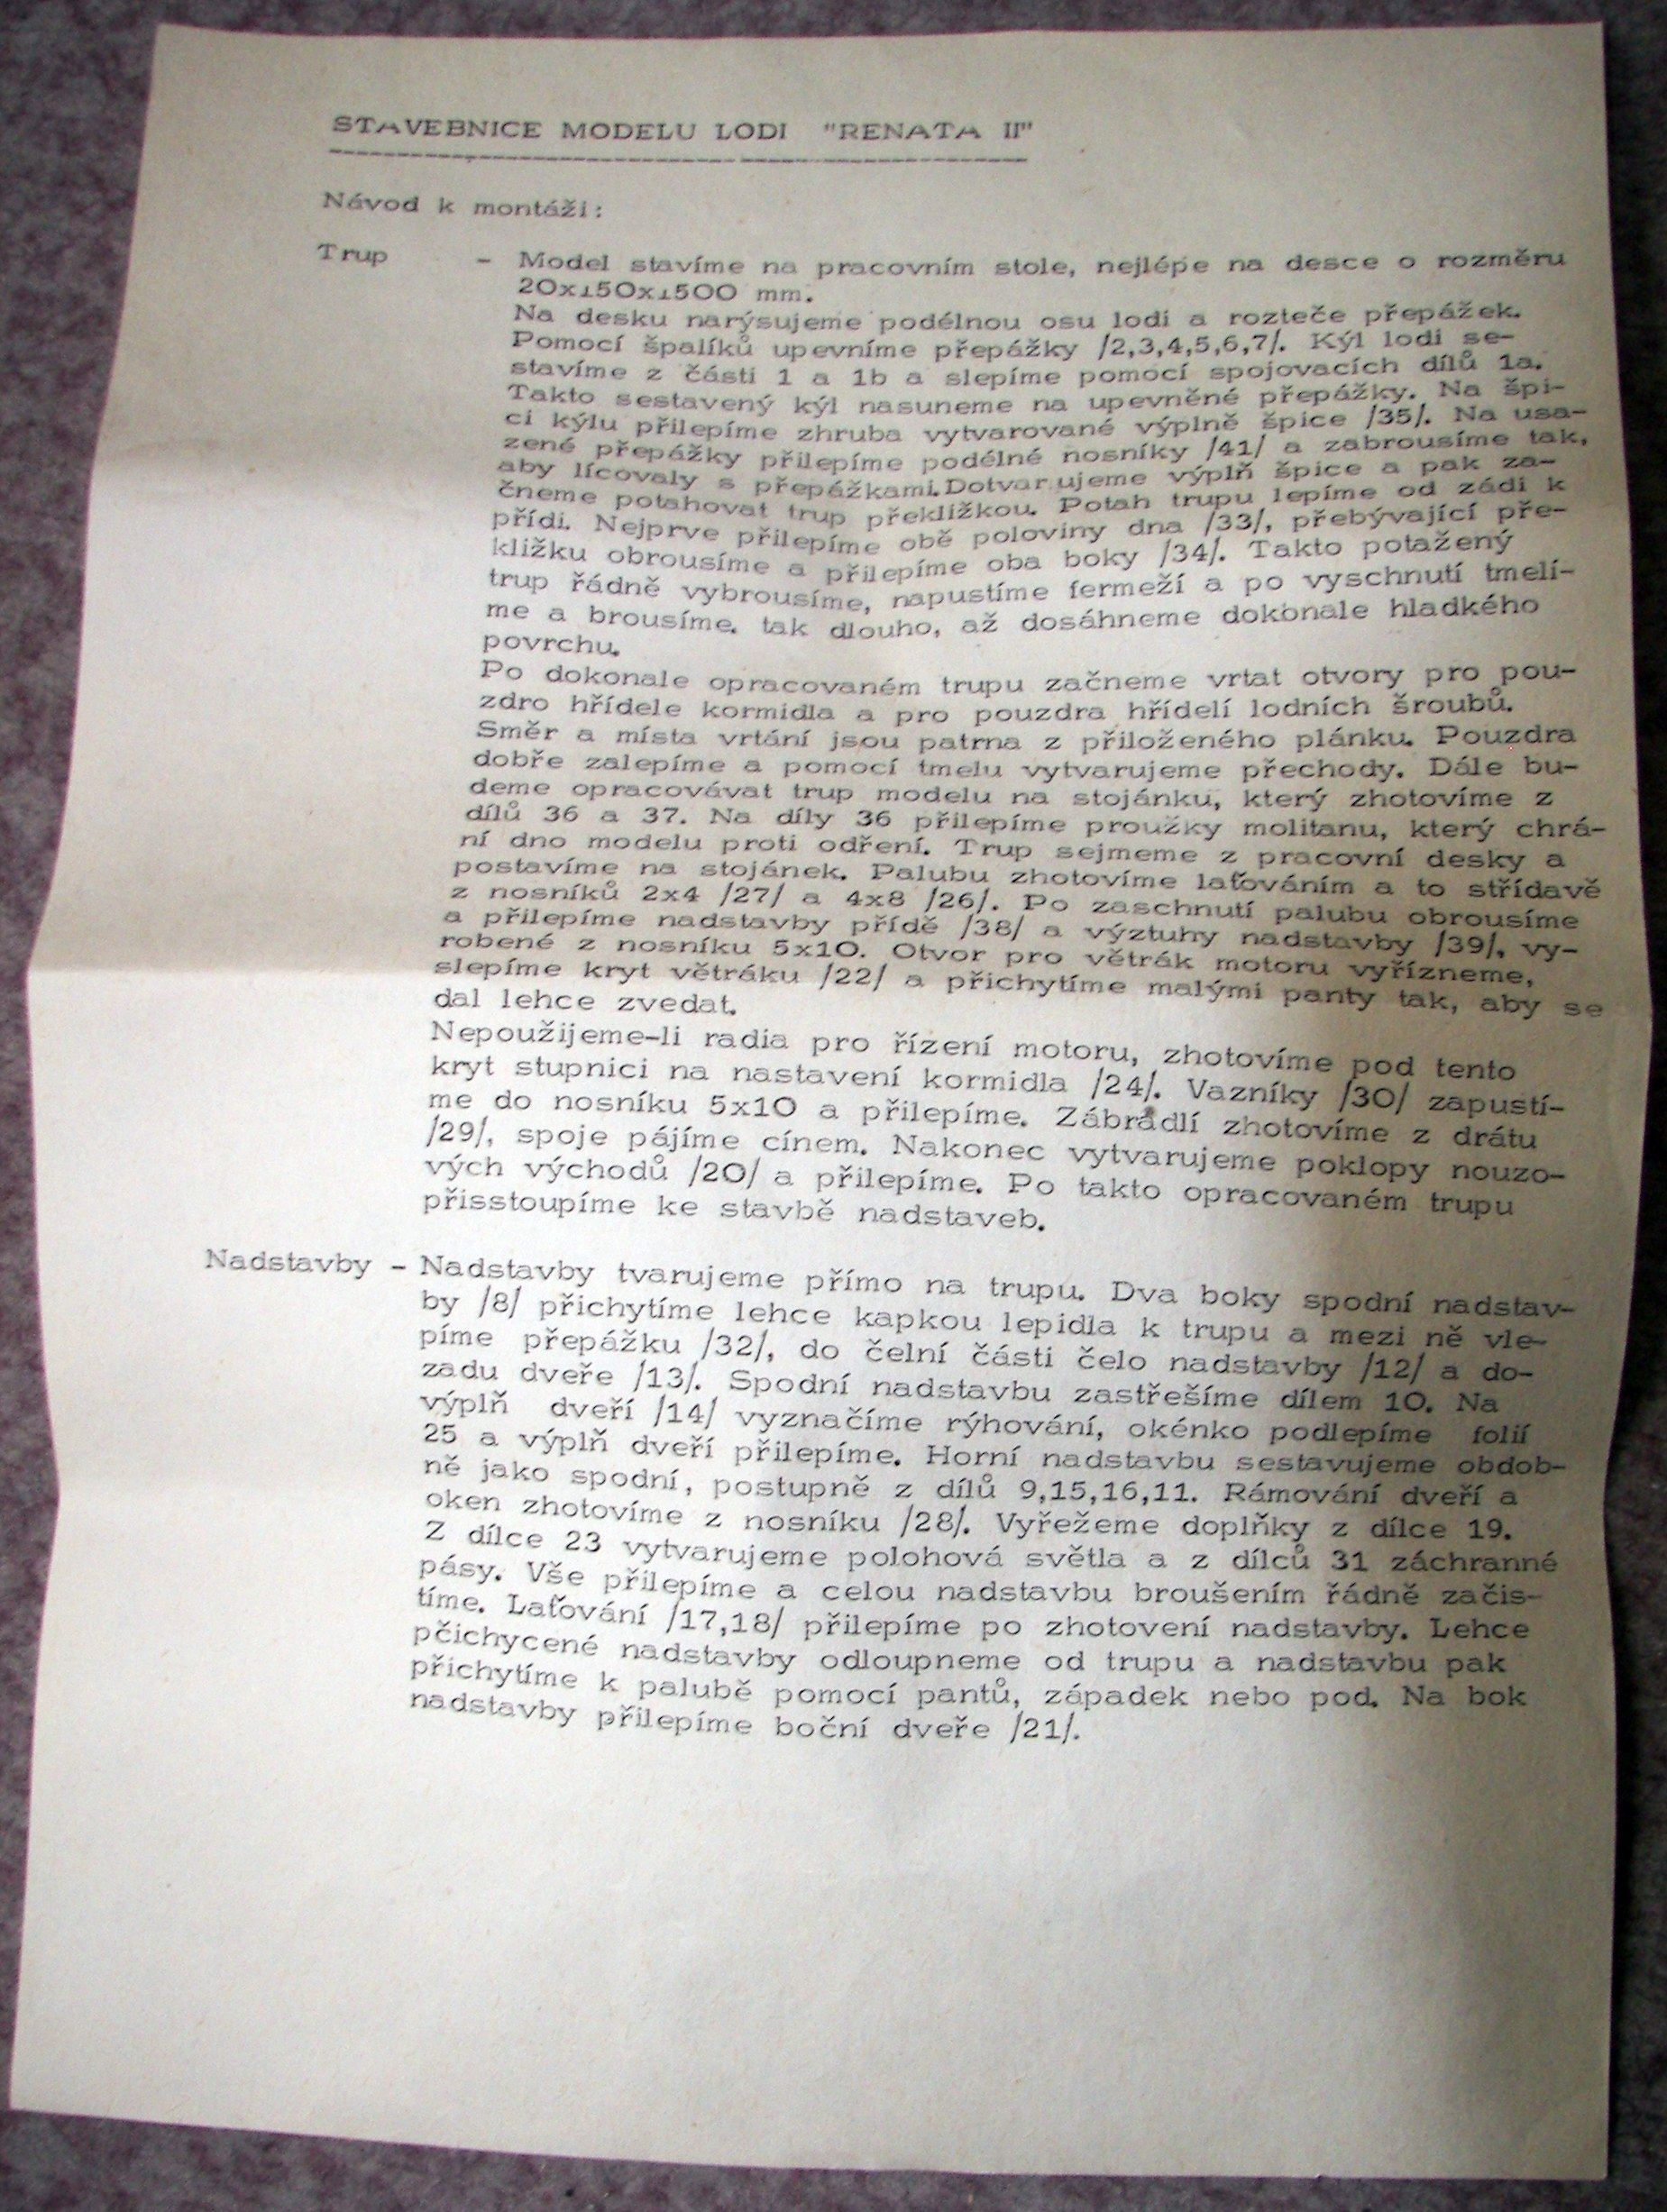 STAVEBNICE MODELU LODI "RENATA II"
Návod k montáži:
Trup - Model stavíme na pracovním stole, nejlépe na desce o rozměru
20x150x1500 mm.
Na desku narýsujeme podélnou osu lodi a rozteče přepážek.
Pomocí špalíků upevníme přepážky /2,3,4,5,6,7/. Kýl lodi se-
stavíme z části 1 a 1b a slepíme pomocí spojovacích dílů 1a.
Takto sestavený kýl nasuneme na upevněné přepážky. Na špi-
ci kýlu přilepíme zhruba vytvarované výplně špice /35/. Na usa-
zené přepážky přilepíme podélné nosníky /41/ a zabrousíme tak,
aby lícovaly s přepážkami. Dotvarujeme výplň špice a pak za-
čneme potahovat trup překližkou. Potah trupu lepíme od zádi k
přídi. Nejprve přilepíme obě poloviny dna /33/, přebývající pře-
kližku obrousíme a přilepíme oba boky /34/. Takto potažený
trup řádně vybrousíme, napustíme fermeží a po vyschnutí tmelí-
me a brousíme. tak dlouho, až dosáhneme dokonale hladkého
povrchu.
Po dokonale opracovaném trupu začneme vrtat otvory pro pou-
zdro hřídele kormidla a pro pouzdra hřídelí lodních šroubů.
Směr a místa vrtání jsou patrna z přiloženého plánku. Pouzdra
dobře zalepíme a pomocí tmelu vytvarujeme přechody. Dále bu-
deme opracovávat trup modelu na stojánku, který zhotovíme z
dílů 36 a 37. Na díly 36 přilepíme proužky molitanu, který chrá-
ní dno modelu proti odření. Trup sejmeme z pracovní desky a
postavíme na stojánek. Palubu zhotovíme laťováním a to střídavě
z nosníků 2x4 /27/ a 4x8 /26/. Po zaschnutí palubu obrousíme
a přilepíme nadstavby přídě /38/ a výztuhy nadstavby /39/, vy-
robené z nosníku 5x10. Otvor pro větrák motoru vyřízneme,
slepíme kryt větráku /22/ a přichytíme malými panty tak, aby se
dal lehce zvedat.
Nepoužijeme-li radia pro řízení motoru, zhotovíme pod tento
kryt stupnici na nastavení kormidla /24/. Vazníky /30/ zapustí-
me do nosníku 5x10 a přilepíme. Zábradlí zhotovíme z drátu
/29/, spoje pájíme cínem. Nakonec vytvarujeme poklopy nouzo-
vých východů /20/ a přilepíme. Po takto opracovaném trupu
přisstoupíme ke stavbě nadstaveb.
Nadstavby - Nadstavby tvarujeme přímo na trupu. Dva boky spodní nadstav-
by /8/ přichytíme lehce kapkou lepidla k trupu a mezi ně vle-
píme přepážku /32/, do čelní části čelo nadstavby /12/ a do-
zadu dveře /13/. Spodní nadstavbu zastřešíme dílem 10. Na
výplň dveří /14/ vyznačíme rýhování, okénko podlepíme folií
25 a výplň dveří přilepíme. Horní nadstavbu sestavujeme obdob-
ně jako spodní, postupně z dílů 9,15,16,11. Rámování dveří a
oken zhotovíme z nosníku /28/. Vyřežeme doplňky z dílce 19.
Z dílce 23 vytvarujeme polohová světla a z dílců 31 záchranné
pásy. Vše přilepíme a celou nadstavbu broušením řádně začis-
tíme. Laťování /17,18/ přilepíme po zhotovení nadstavby. Lehce
pčichycené nadstavby odloupneme od trupu a nadstavbu pak
přichytíme k palubě pomocí pantů, západek nebo pod. Na bok
nadstavby přilepíme boční dveře /21/.